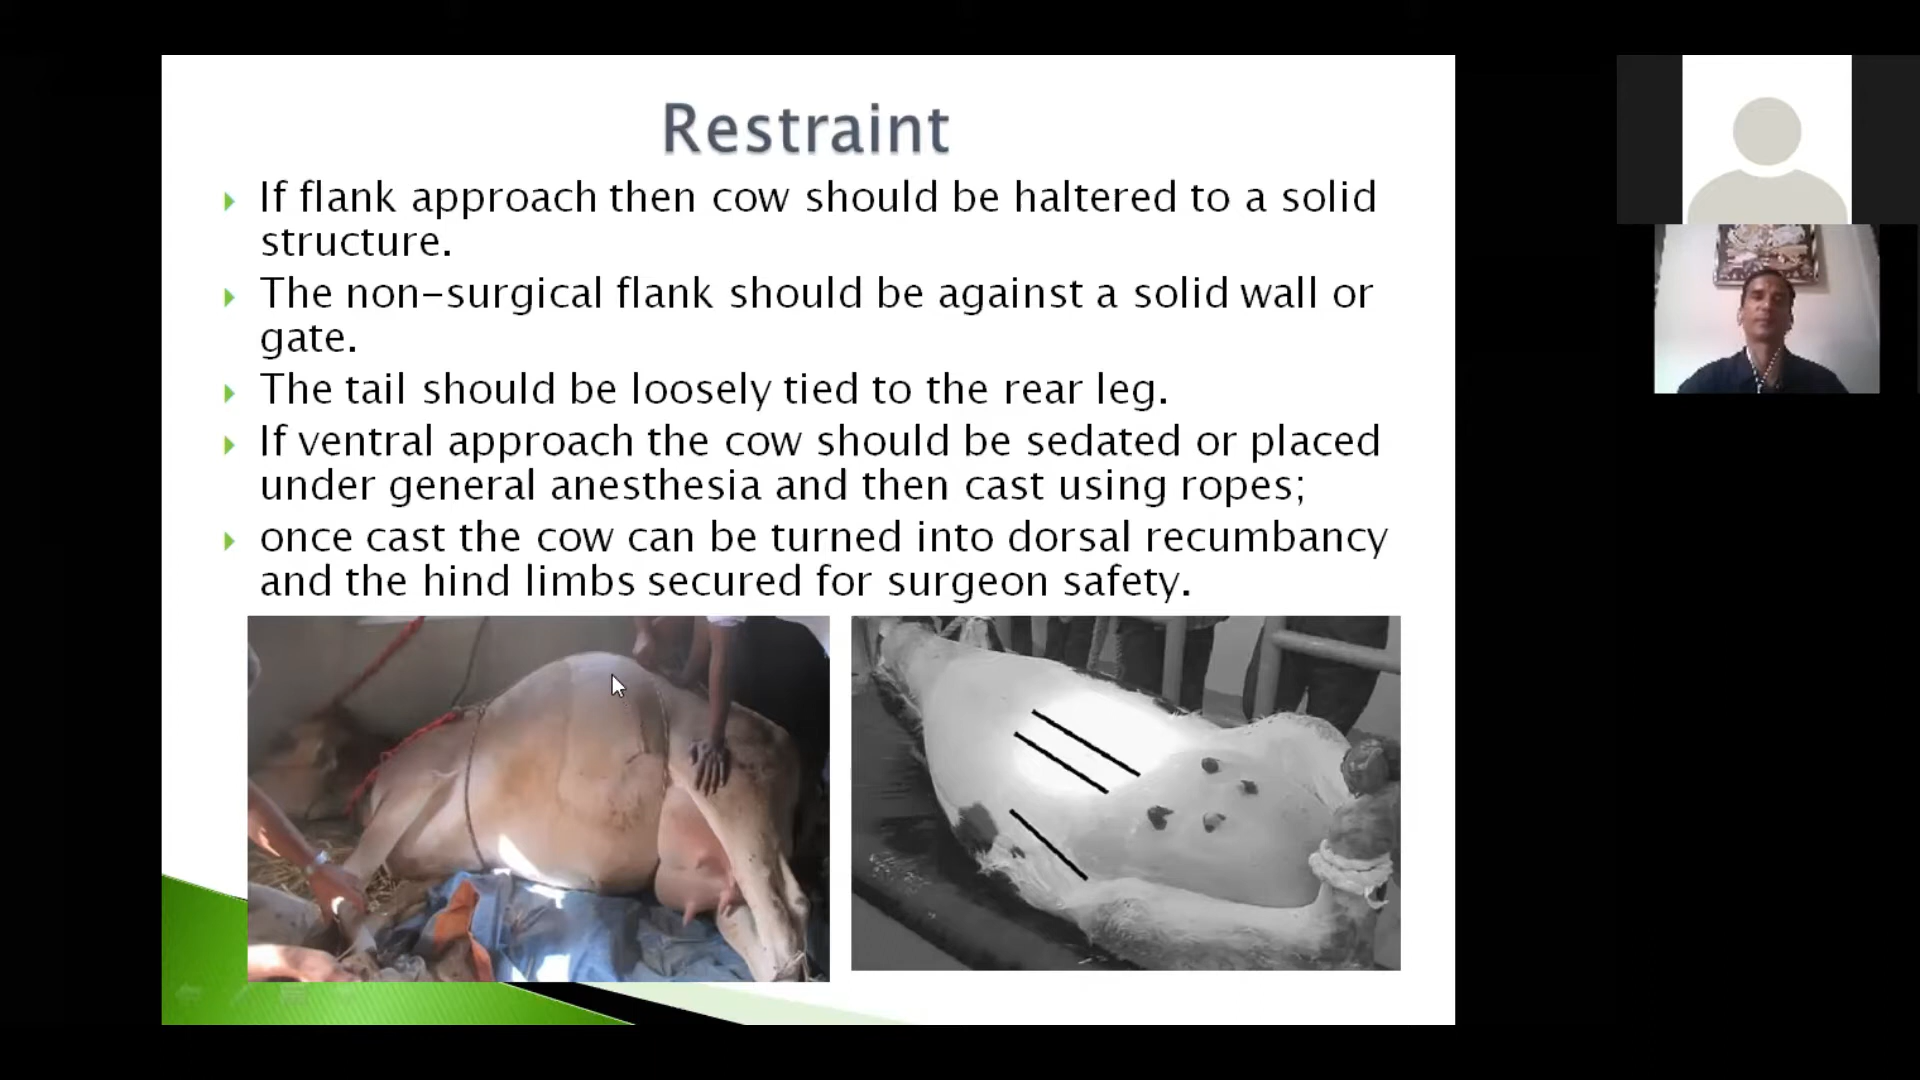 Restraint
If flank approach then cow should be haltered to a solid
structure.
The non-surgical flank should be against a solid wall or
gate.
The tail should be loosely tied to the rear leg.
If ventral approach the cow should be sedated or placed
under general anesthesia and then cast using ropes;
once cast the cow can be turned into dorsal recumbancy
and the hind limbs secured for surgeon safety.